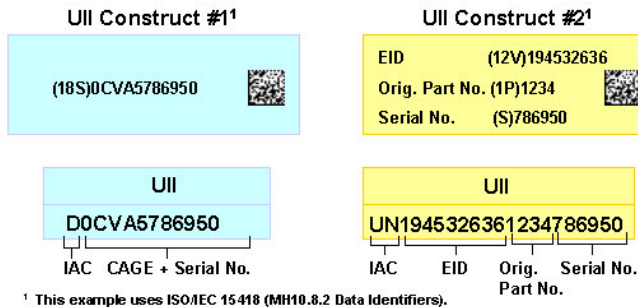 UII Construct #1¹
(18S)0CVA5786950
UII
D0CVA5786950
IAC CAGE + Serial No.
UII Construct #2¹
EID (12V)194532636
Orig. Part No. (1P)1234
Serial No. (S)786950
UII
UN1945326361234786950
IAC EID Orig. Part No. Serial No.
¹ This example uses ISO/IEC 15418 (MH10.8.2 Data Identifiers).